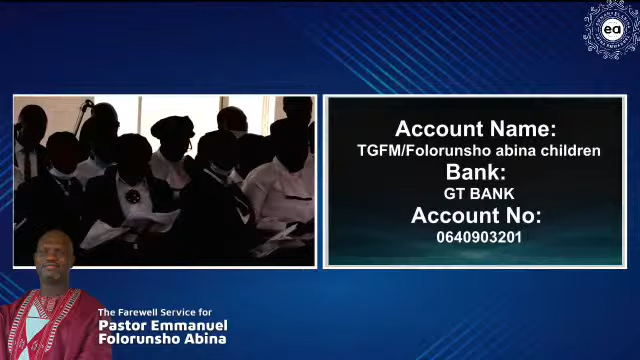 ea
Account Name:
TGFM/Folorunsho abina children
Bank:
GT BANK
Account No:
0640903201
The Farewell Service for
Pastor Emmanuel
Folorunsho Abina